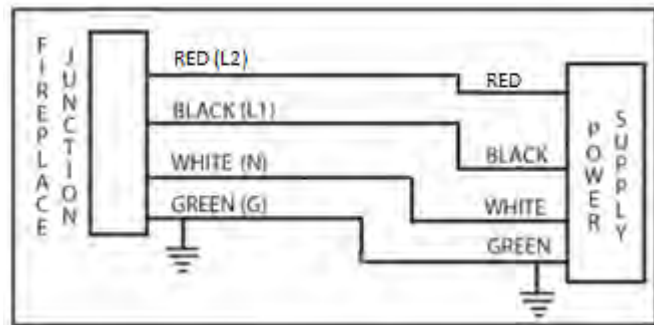 FIREPLACE
JUNCTION
RED (L2)
BLACK (L1)
WHITE (N)
GREEN (G)
RED
BLACK
WHITE
GREEN
POWER
SUPPLY